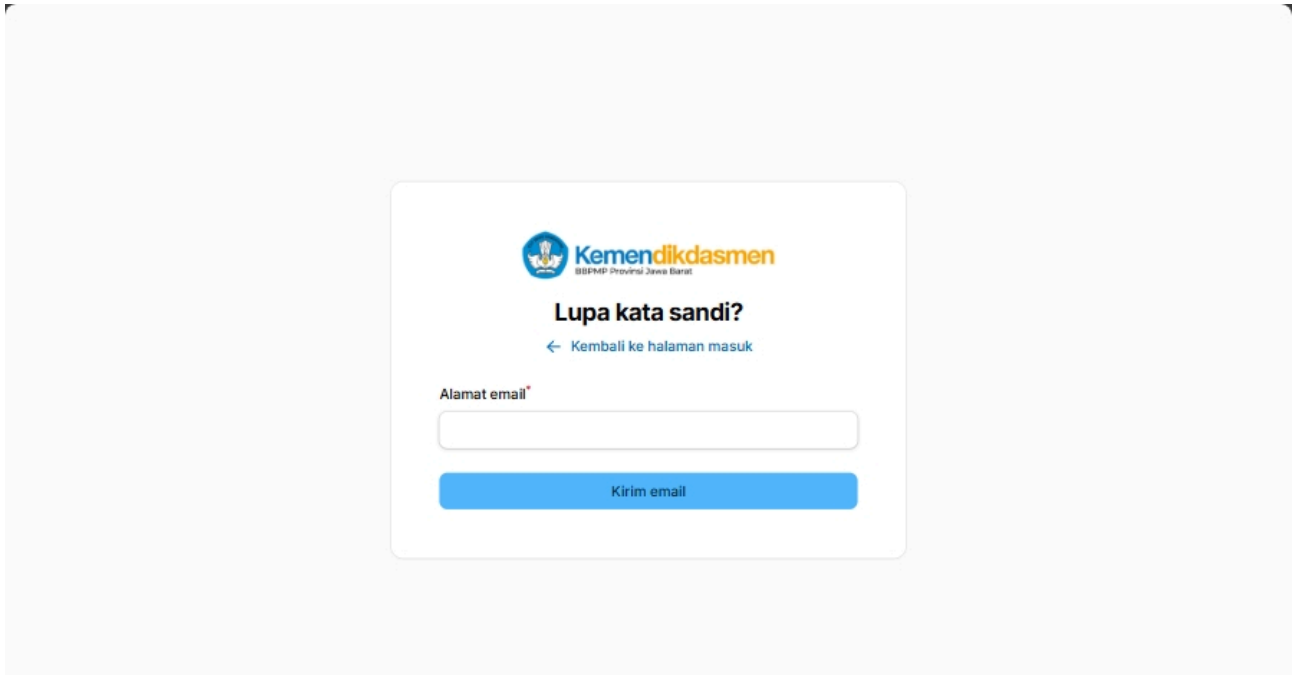 Kemendikdasmen
BBPMP Provinsi Jawa Barat
Lupa kata sandi?
← Kembali ke halaman masuk
Alamat email*
Kirim email